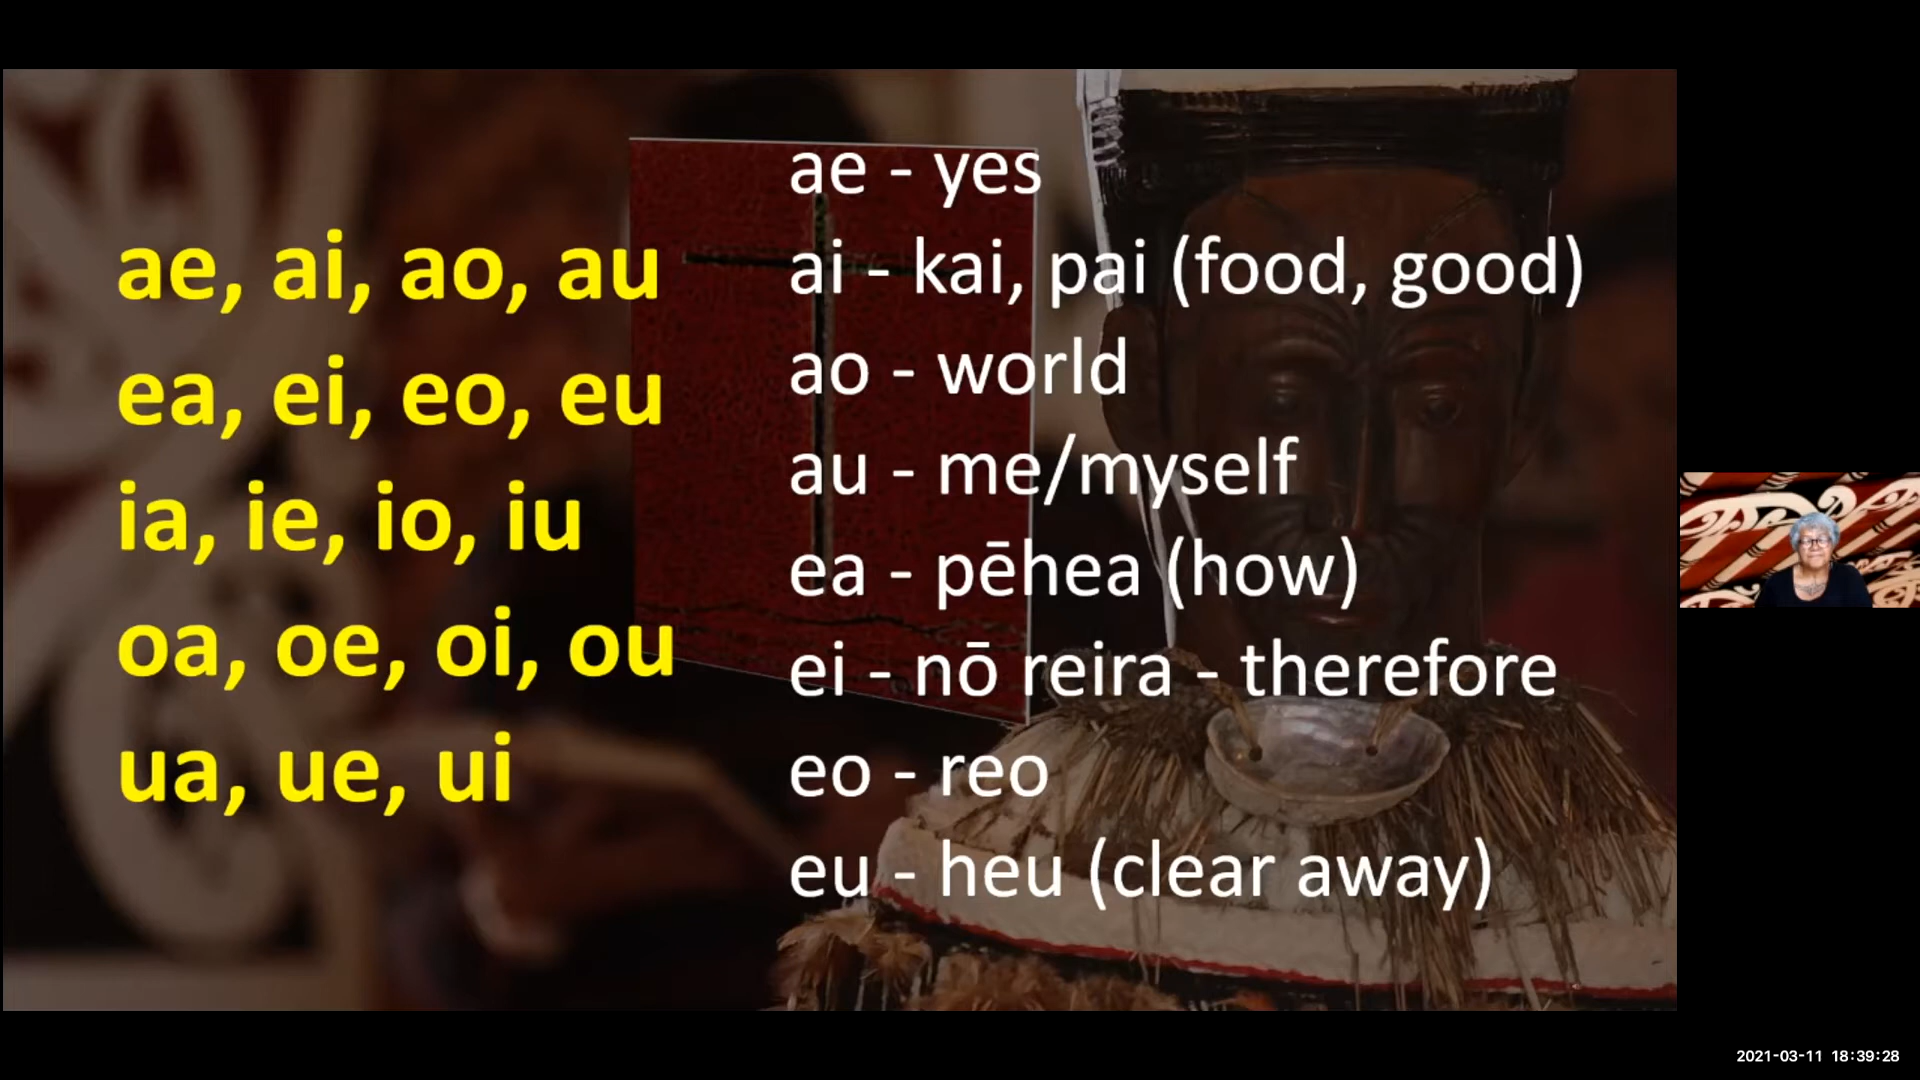 ae, ai, ao, au
ea, ei, eo, eu
ia, ie, io, iu
oa, oe, oi, ou
ua, ue, ui
ae - yes
ai - kai, pai (food, good)
ao - world
au - me/myself
ea - pēhea (how)
ei - nō reira - therefore
eo - reo
eu - heu (clear away)
2021-03-11 18:39:28